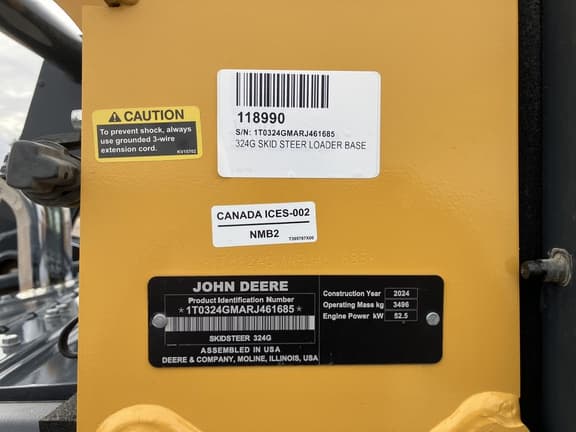 118990
S/N: 1T0324GMARJ461685
324G SKID STEER LOADER BASE
CAUTION
To prevent shock, always
use grounded 3-wire
extension cord.
KV15762
CANADA ICES-002
NMB2
JOHN DEERE
Product Identification Number
*1T0324GMARJ461685*
SKIDSTEER 324G
ASSEMBLED IN USA
DEERE & COMPANY, MOLINE, ILLINOIS, USA
Construction Year 2024
Operating Mass kg 3496
Engine Power kW 52.5